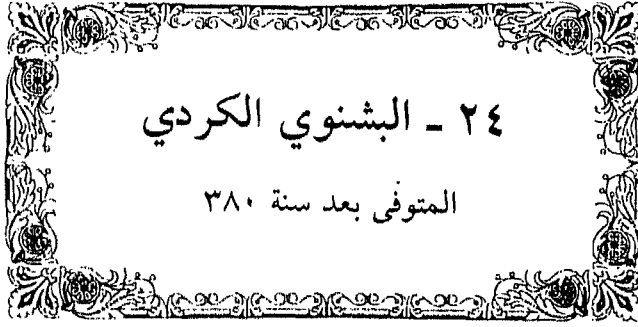 ٢٤ ـ البشنوي الكردي
المتوفى بعد سنة ٣٨٠